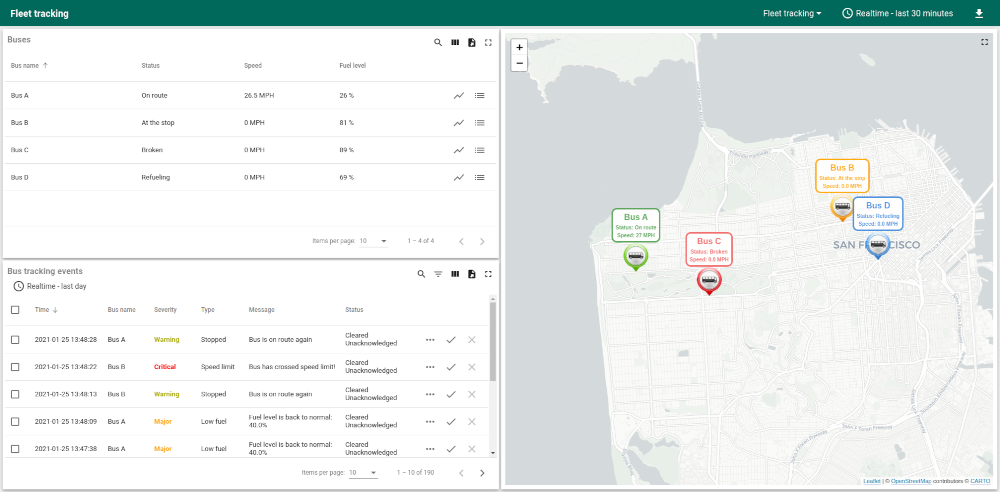 Fleet tracking
Fleet tracking
Realtime - last 30 minutes
Buses
Bus name Status Speed Fuel level
Bus A On route 26.5 MPH 26 %
Bus B At the stop 0 MPH 81 %
Bus C Broken 0 MPH 89 %
Bus D Refueling 0 MPH 69 %
Items per page: 10 1 – 4 of 4
Bus tracking events
Realtime - last day
Time Bus name Severity Type Message Status
2021-01-25 13:48:28 Bus A Warning Stopped Bus is on route again Cleared Unacknowledged
2021-01-25 13:48:22 Bus B Critical Speed limit Bus has crossed speed limit! Cleared Unacknowledged
2021-01-25 13:48:13 Bus B Warning Stopped Bus is on route again Cleared Unacknowledged
2021-01-25 13:48:09 Bus A Major Low fuel Fuel level is back to normal: 40.0% Cleared Unacknowledged
2021-01-25 13:47:38 Bus A Major Low fuel Fuel level is back to normal: 40.0% Cleared Unacknowledged
Items per page: 10 1 – 10 of 190
+
−
Bus B
Status: At the stop
Speed: 0.0 MPH
Bus D
Status: Refueling
Speed: 0.0 MPH
Bus A
Status: On route
Speed: 27 MPH
Bus C
Status: Broken
Speed: 0.0 MPH
SAN FRANCISCO
Leaflet | © OpenStreetMap contributors © CARTO